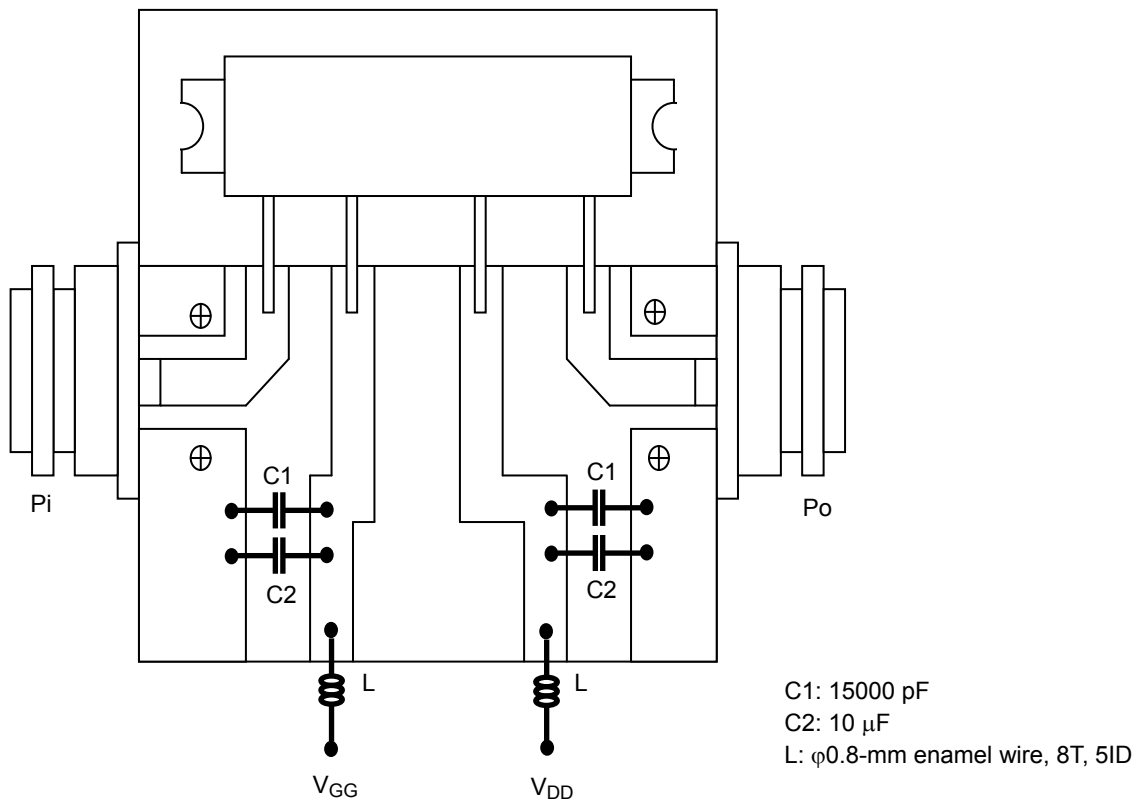 C1
C1
Pi
Po
C2
C2
L
L
C1: 15000 pF
C2: 10 μF
L: φ0.8-mm enamel wire, 8T, 5ID
VGG
VDD